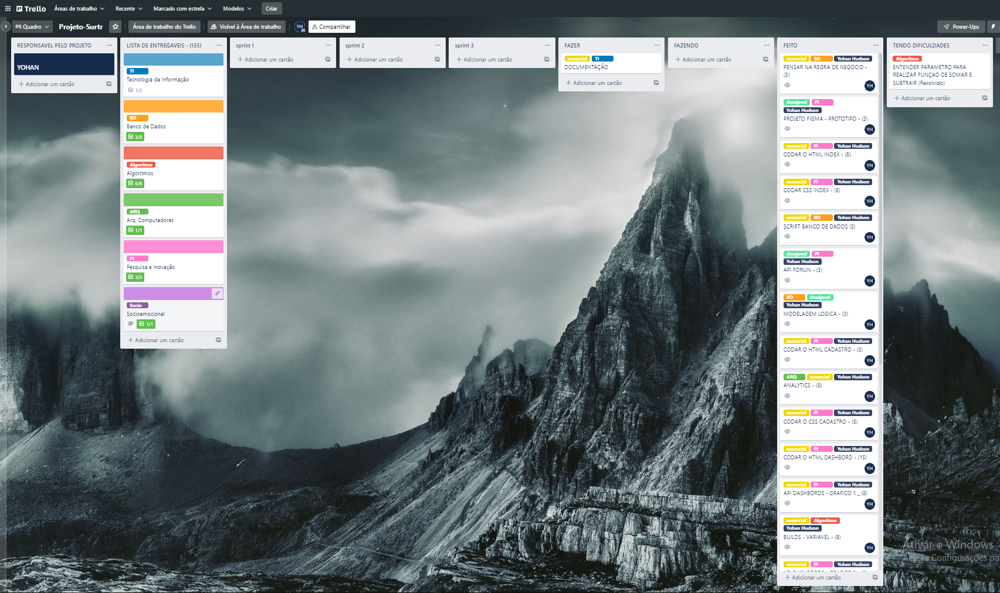 Trello
Áreas de trabalho
Recente
Marcado com estrela
Modelos
Criar
Quadro
Projeto-Surtr
Área de trabalho do Trello
Visível à Área de trabalho
YH
Compartilhar
Power-Ups
RESPONSAVEL PELO PROJETO
YOHAN
Adicionar um cartão
LISTA DE ENTREGAVEIS - (135)
TI
Tecnologia da Informação
1/2
BD
Banco de Dados
3/3
Algoritmo
Algoritmos
6/6
ARQ
Arq. Computadores
1/1
PI
Pesquisa e Inovação
3/3
Socio
Socioemocional
1/1
Adicionar um cartão
sprint 1
Adicionar um cartão
sprint 2
Adicionar um cartão
sprint 3
Adicionar um cartão
FAZER
essencial TI
DOCUMENTAÇÃO
Adicionar um cartão
FAZENDO
Adicionar um cartão
FEITO
essencial BD Yohan Hudson
PENSAR NA REGRA DE NEGOCIO -
(3)
YH
desejavel PI
Yohan Hudson
PROJETO FIGMA - PROTOTIPO - (3)
YH
essencial PI Yohan Hudson
CODAR O HTML INDEX - (8)
YH
essencial PI Yohan Hudson
CODAR CSS INDEX - (8)
YH
essencial BD Yohan Hudson
SCRIPT BANCO DE DADOS (3)
YH
desejavel PI
Yohan Hudson
API FORUN - (3)
YH
BD desejavel
Yohan Hudson
MODELAGEM LOGICA - (3)
YH
essencial PI Yohan Hudson
CODAR O HTML CADASTRO - (5)
YH
ARQ essencial Yohan Hudson
ANALYTICS - (8)
YH
essencial PI Yohan Hudson
CODAR O CSS CADASTRO - (5)
YH
essencial PI Yohan Hudson
CODAR O HTML DASHBORD - (15)
YH
essencial PI Yohan Hudson
API DASHBORDS - GRAFICO 1 _ (8)
YH
essencial Algoritmo
Yohan Hudson
BUILDS - VARIAVEL - (8)
YH
essencial PI Yohan Hudson
Adicionar um cartão
TENDO DIFICULDADES
Algoritmo
ENTENDER PARAMETRO PARA
REALIZAR FUNÇAO DE SOMAR E
SUBTRAIR (Resolvido)
Adicionar um cartão
Ativar o Windows
Acesse Configurações pa